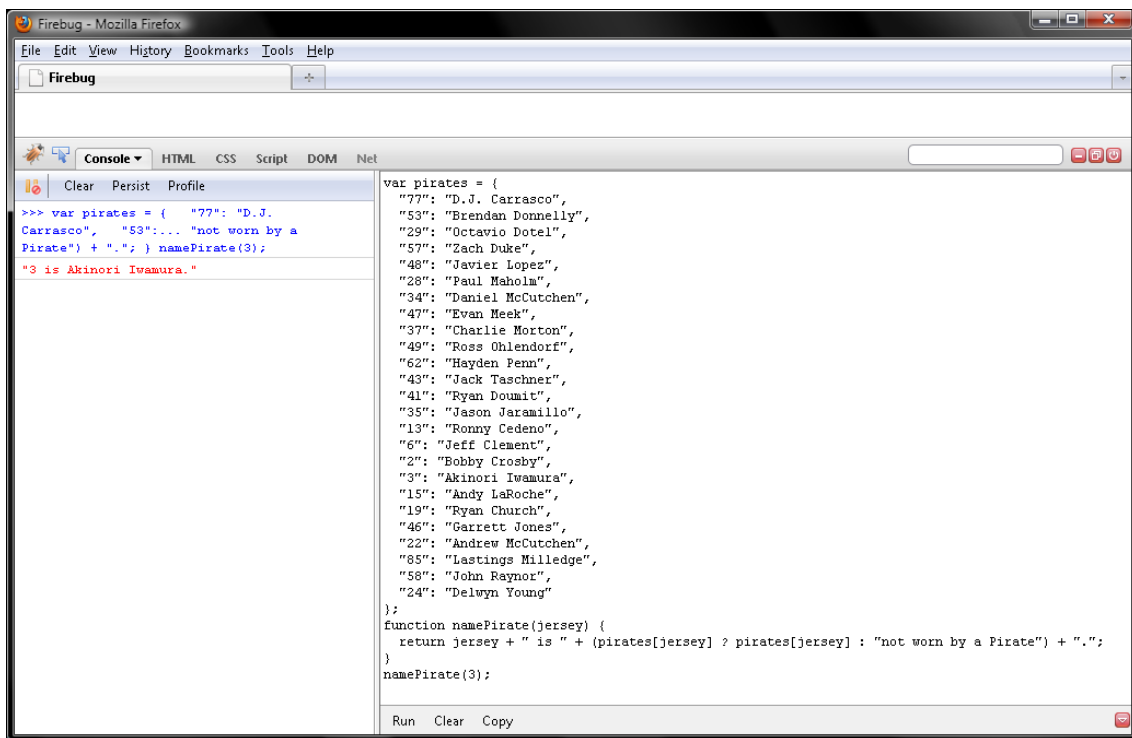 Firebug - Mozilla Firefox
File Edit View History Bookmarks Tools Help
Firebug
Console HTML CSS Script DOM Net
Clear Persist Profile
>>> var pirates = { "77": "D.J.
Carrasco", "53":... "not worn by a
Pirate") + "."; } namePirate(3);
"3 is Akinori Iwamura."
var pirates = {
"77": "D.J. Carrasco",
"53": "Brendan Donnelly",
"29": "Octavio Dotel",
"57": "Zach Duke",
"48": "Javier Lopez",
"28": "Paul Maholm",
"34": "Daniel McCutchen",
"47": "Evan Meek",
"37": "Charlie Morton",
"49": "Ross Ohlendorf",
"62": "Hayden Penn",
"43": "Jack Taschner",
"41": "Ryan Doumit",
"35": "Jason Jaramillo",
"13": "Ronny Cedeno",
"6": "Jeff Clement",
"2": "Bobby Crosby",
"3": "Akinori Iwamura",
"15": "Andy LaRoche",
"19": "Ryan Church",
"46": "Garrett Jones",
"22": "Andrew McCutchen",
"85": "Lastings Milledge",
"58": "John Raynor",
"24": "Delwyn Young"
};
function namePirate(jersey) {
return jersey + " is " + (pirates[jersey] ? pirates[jersey] : "not worn by a Pirate") + ".";
}
namePirate(3);
Run Clear Copy